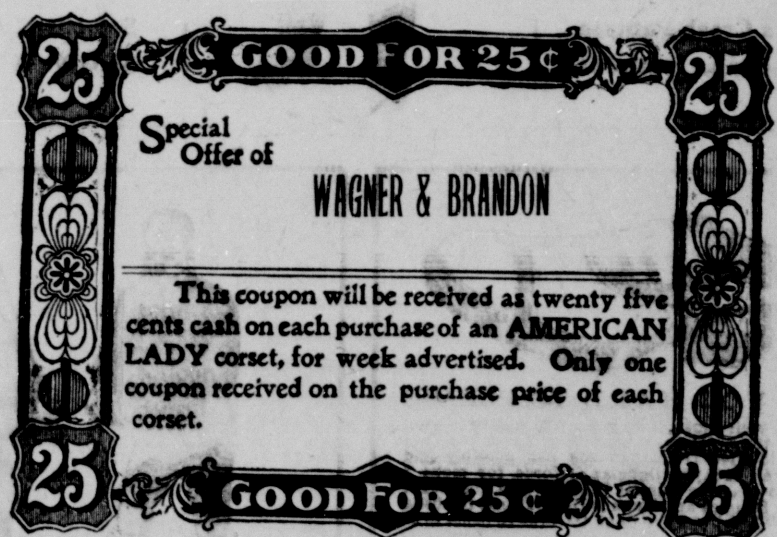 25 GOOD FOR 25¢ 25
Special
Offer of
WAGNER & BRANDON
This coupon will be received as twenty five
cents cash on each purchase of an AMERICAN
LADY corset, for week advertised. Only one
coupon received on the purchase price of each
corset.
25 GOOD FOR 25¢ 25